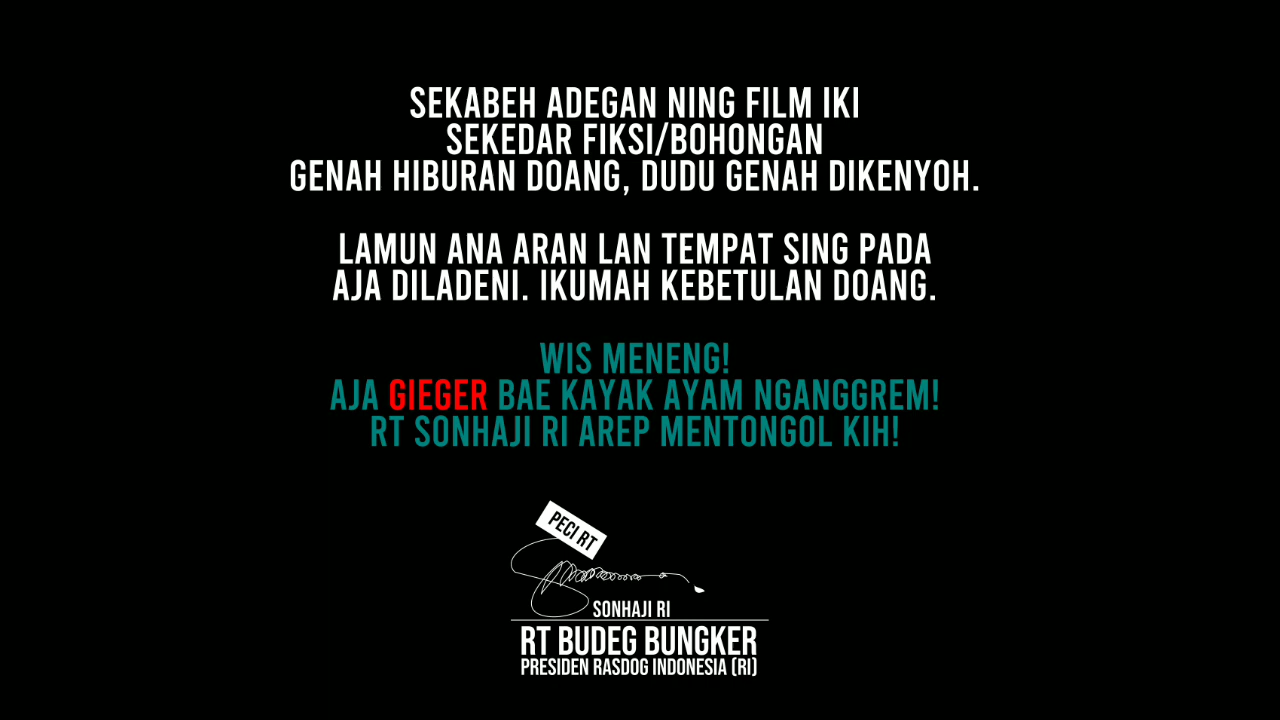 SEKABEH ADEGAN NING FILM IKI
SEKEDAR FIKSI/BOHONGAN
GENAH HIBURAN DOANG, DUDU GENAH DIKENYOH.
LAMUN ANA ARAN LAN TEMPAT SING PADA
AJA DILADENI. IKUMAH KEBETULAN DOANG.
WIS MENENG!
AJA GIEGER BAE KAYAK AYAM NGANGGREM!
RT SONHAJI RI AREP MENTONGOL KIH!
PECI RT
SONHAJI RI
RT BUDEG BUNGKER
PRESIDEN RASDOG INDONESIA (RI)